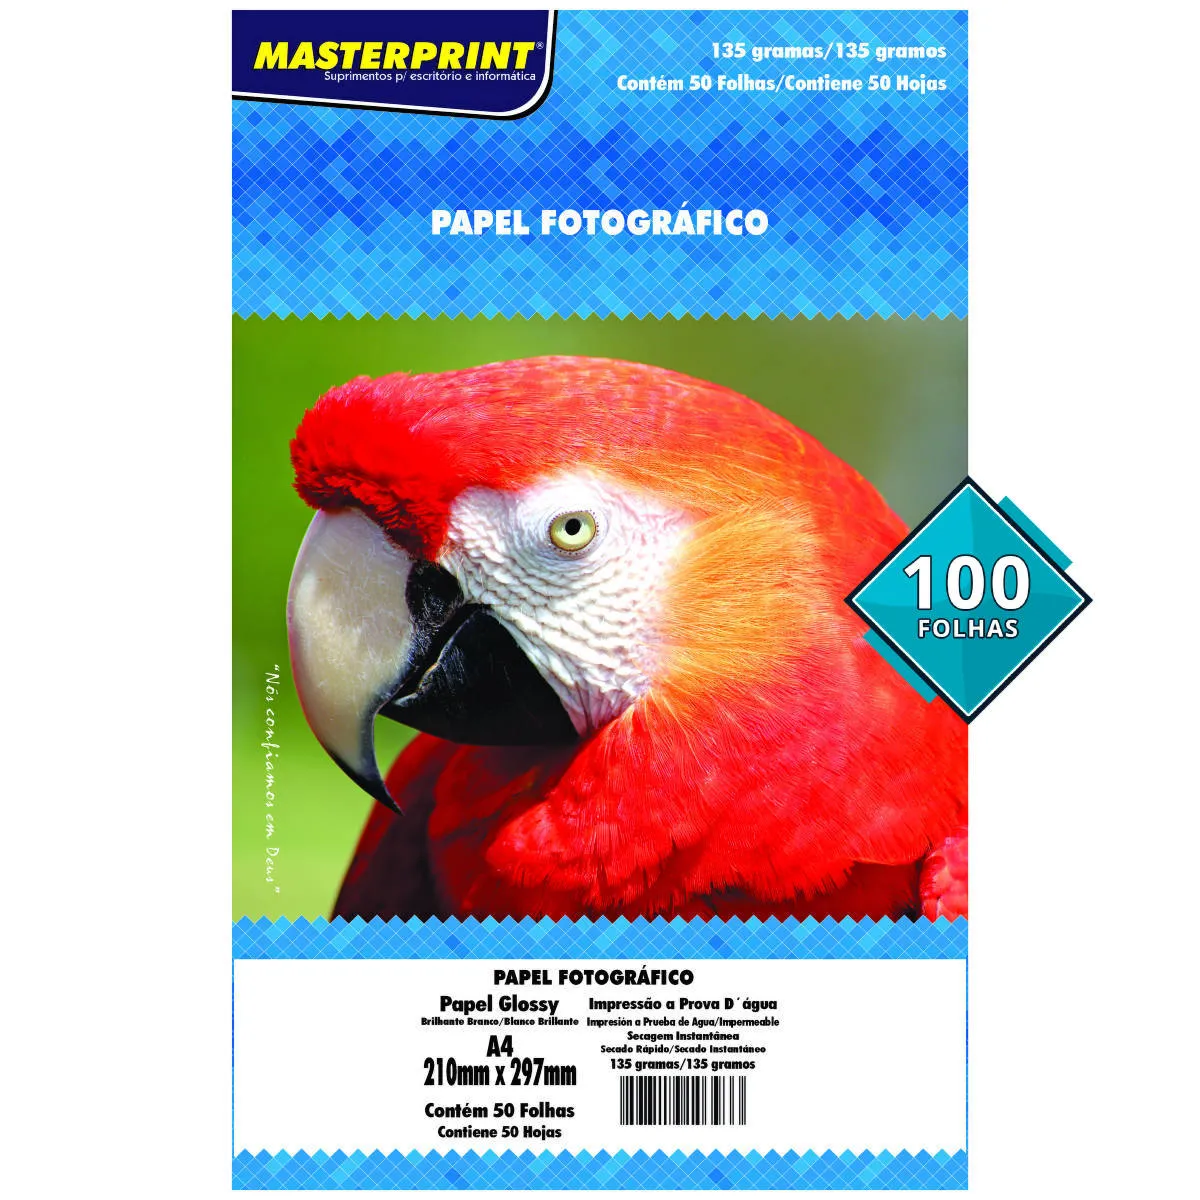 MASTERPRINT®
Suprimentos p/ escritório e informática
135 gramas/135 gramos
Contém 50 Folhas/Contiene 50 Hojas
PAPEL FOTOGRÁFICO
100
FOLHAS
"Nós confiamos em Deus"
PAPEL FOTOGRÁFICO
Papel Glossy
Brilhante Branco/Blanco Brillante
A4
210mm x 297mm
Contém 50 Folhas
Contiene 50 Hojas
Impressão a Prova D´água
Impresión a Prueba de Agua/Impermeable
Secagem Instantânea
Secado Rápido/Secado Instantáneo
135 gramas/135 gramos